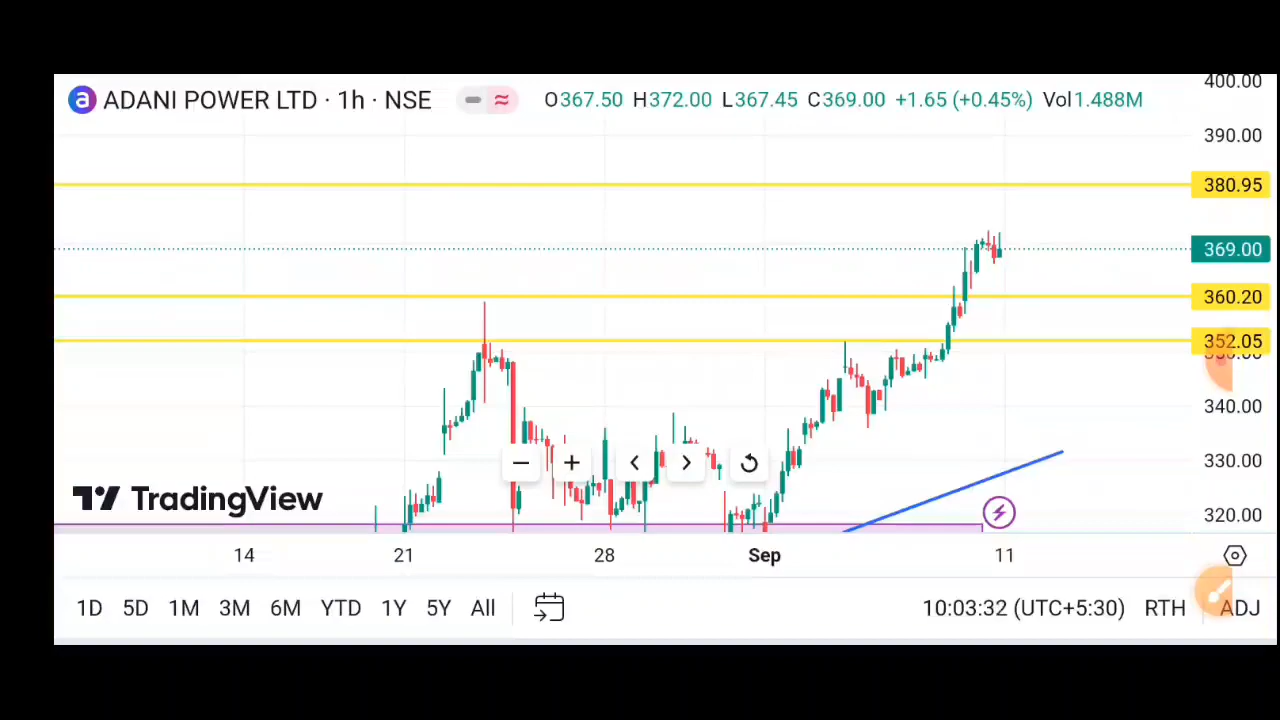 400.00
ADANI POWER LTD · 1h · NSE O367.50 H372.00 L367.45 C369.00 +1.65 (+0.45%) Vol1.488M
390.00
380.95
369.00
360.20
352.05
340.00
330.00
TradingView
320.00
14 21 28 Sep 11
1D 5D 1M 3M 6M YTD 1Y 5Y All 10:03:32 (UTC+5:30) RTH ADJ